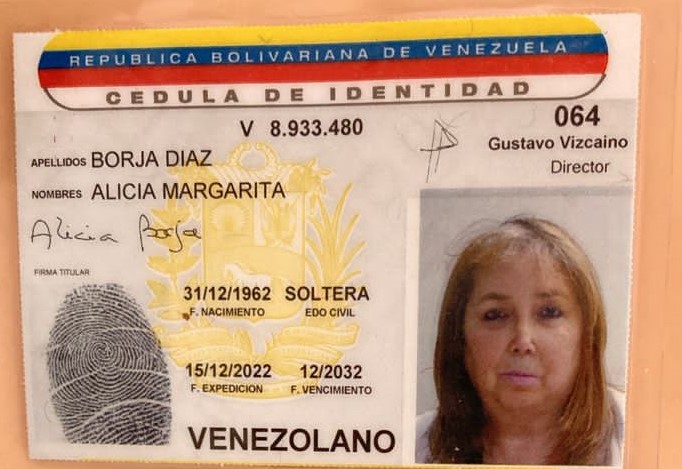 REPUBLICA BOLIVARIANA DE VENEZUELA
CEDULA DE IDENTIDAD
V 8.933.480
064
Gustavo Vizcaino
Director
APELLIDOS BORJA DIAZ
NOMBRES ALICIA MARGARITA
Alicia Borja
FIRMA TITULAR
31/12/1962 SOLTERA
F. NACIMIENTO EDO CIVIL
15/12/2022 12/2032
F. EXPEDICION F. VENCIMIENTO
VENEZOLANO